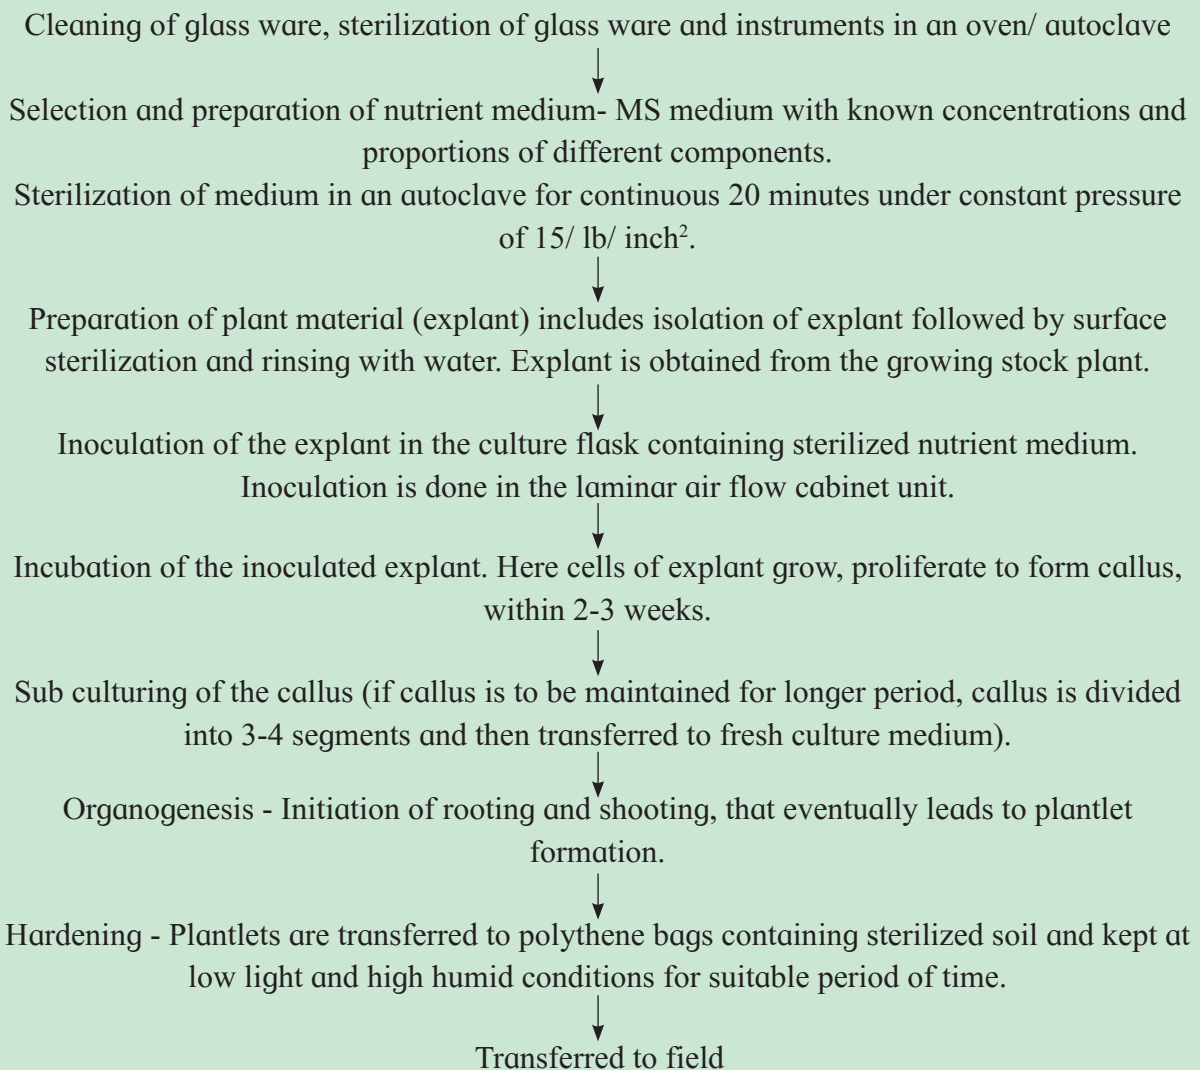 Cleaning of glass ware, sterilization of glass ware and instruments in an oven/ autoclave
Selection and preparation of nutrient medium- MS medium with known concentrations and
proportions of different components.
Sterilization of medium in an autoclave for continuous 20 minutes under constant pressure
of 15/ lb/ inch².
Preparation of plant material (explant) includes isolation of explant followed by surface
sterilization and rinsing with water. Explant is obtained from the growing stock plant.
Inoculation of the explant in the culture flask containing sterilized nutrient medium.
Inoculation is done in the laminar air flow cabinet unit.
Incubation of the inoculated explant. Here cells of explant grow, proliferate to form callus,
within 2-3 weeks.
Sub culturing of the callus (if callus is to be maintained for longer period, callus is divided
into 3-4 segments and then transferred to fresh culture medium).
Organogenesis - Initiation of rooting and shooting, that eventually leads to plantlet
formation.
Hardening - Plantlets are transferred to polythene bags containing sterilized soil and kept at
low light and high humid conditions for suitable period of time.
Transferred to field